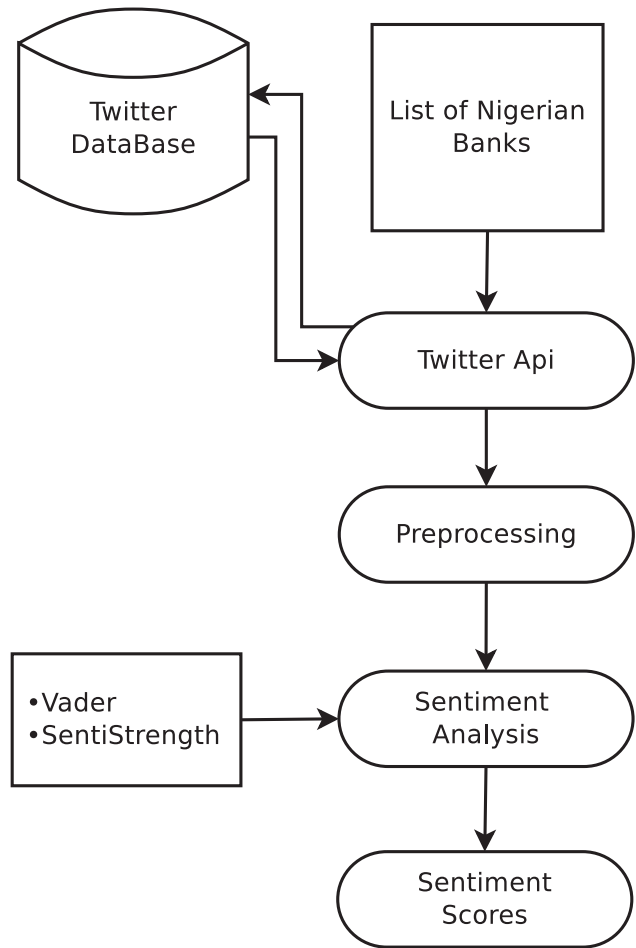 Twitter
DataBase
List of Nigerian
Banks
Twitter Api
Preprocessing
•Vader
•SentiStrength
Sentiment
Analysis
Sentiment
Scores